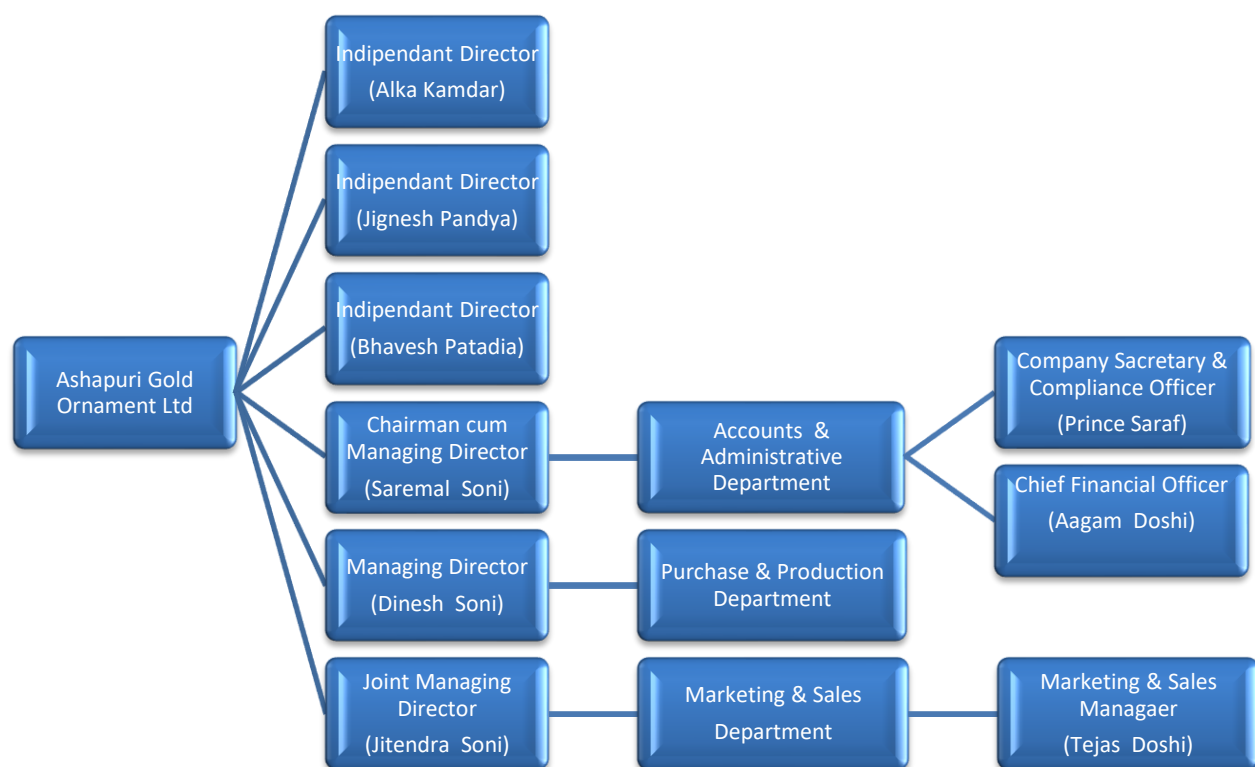 Indipendant Director
(Alka Kamdar)
Indipendant Director
(Jignesh Pandya)
Indipendant Director
(Bhavesh Patadia)
Ashapuri Gold
Ornament Ltd
Chairman cum
Managing Director
(Saremal Soni)
Accounts &
Administrative
Department
Company Sacretary &
Compliance Officer
(Prince Saraf)
Chief Financial Officer
(Aagam Doshi)
Managing Director
(Dinesh Soni)
Purchase & Production
Department
Joint Managing
Director
(Jitendra Soni)
Marketing & Sales
Department
Marketing & Sales
Managaer
(Tejas Doshi)